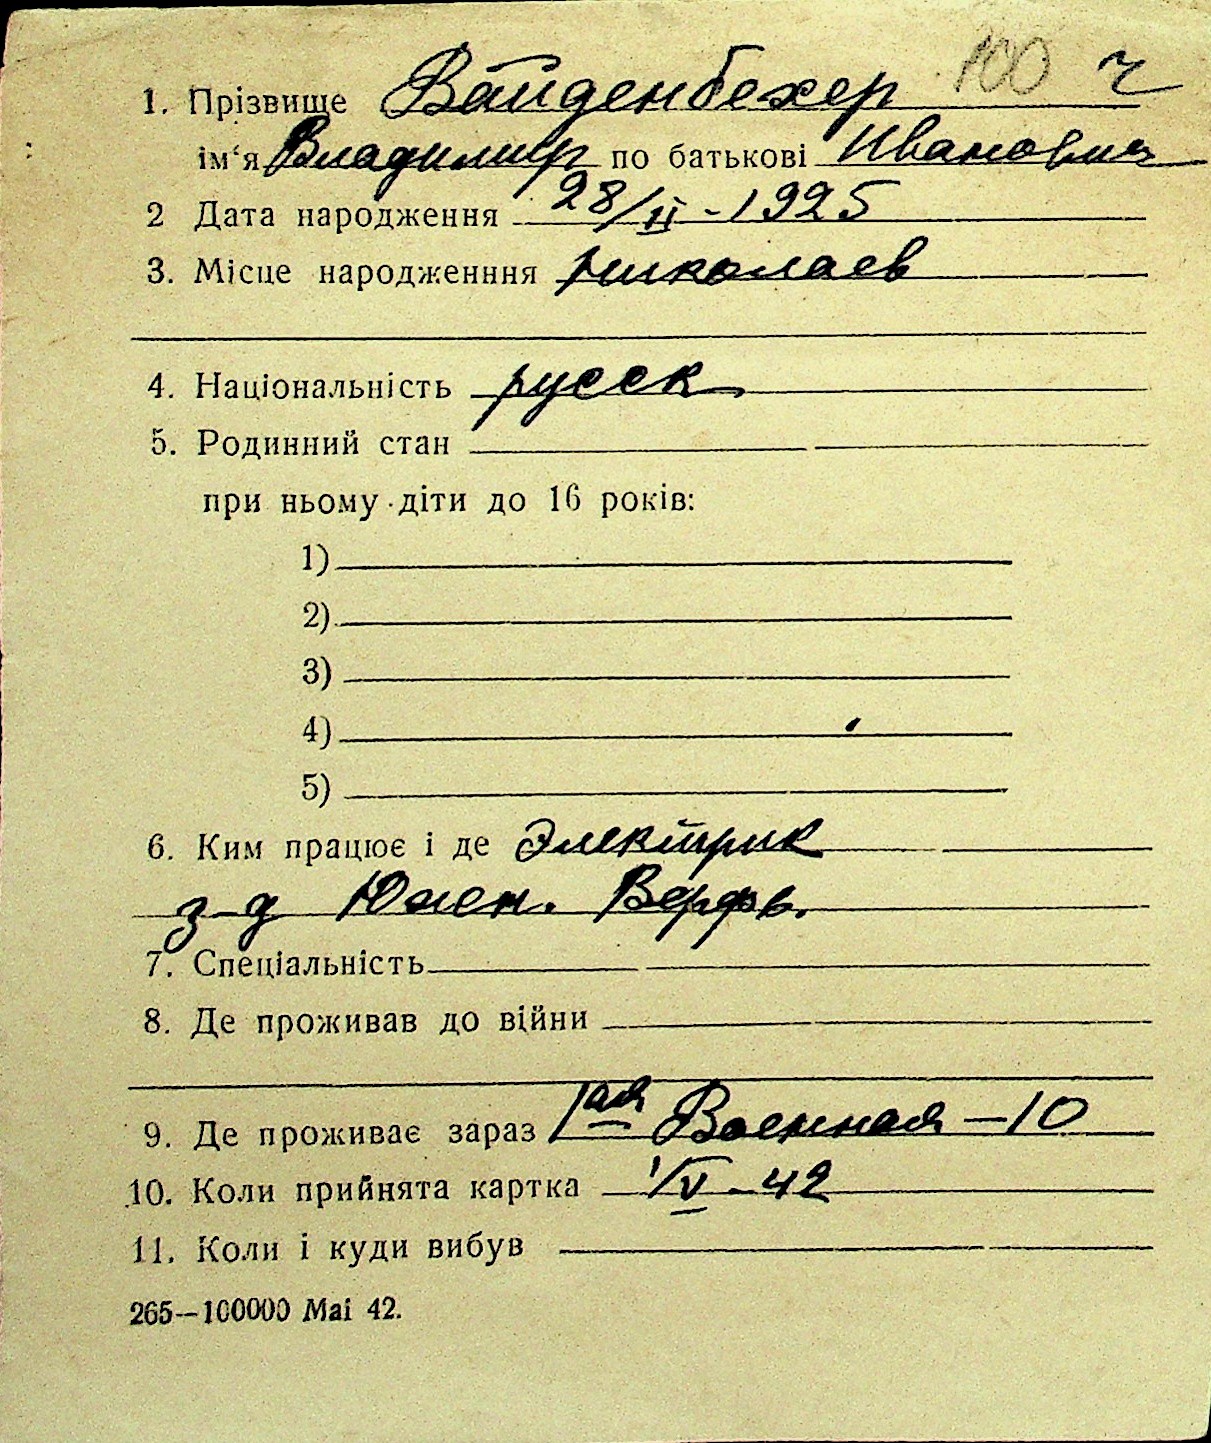 1. Прізвище Вайденбехер 100 ч
ім'я Владимир по батькові Иванович
2 Дата народження 28/II - 1925
3. Місце народженння Николаев
4. Національність русск
5. Родинний стан
при ньому діти до 16 років:
1)
2)
3)
4)
5)
6. Ким працює і де Электрик
з-д Южн. Верфь.
7. Спеціальність
8. Де проживав до війни
9. Де проживає зараз 1ая Военная - 10
10. Коли прийнята картка 1/V - 42
11. Коли і куди вибув
265—100000 Mai 42.